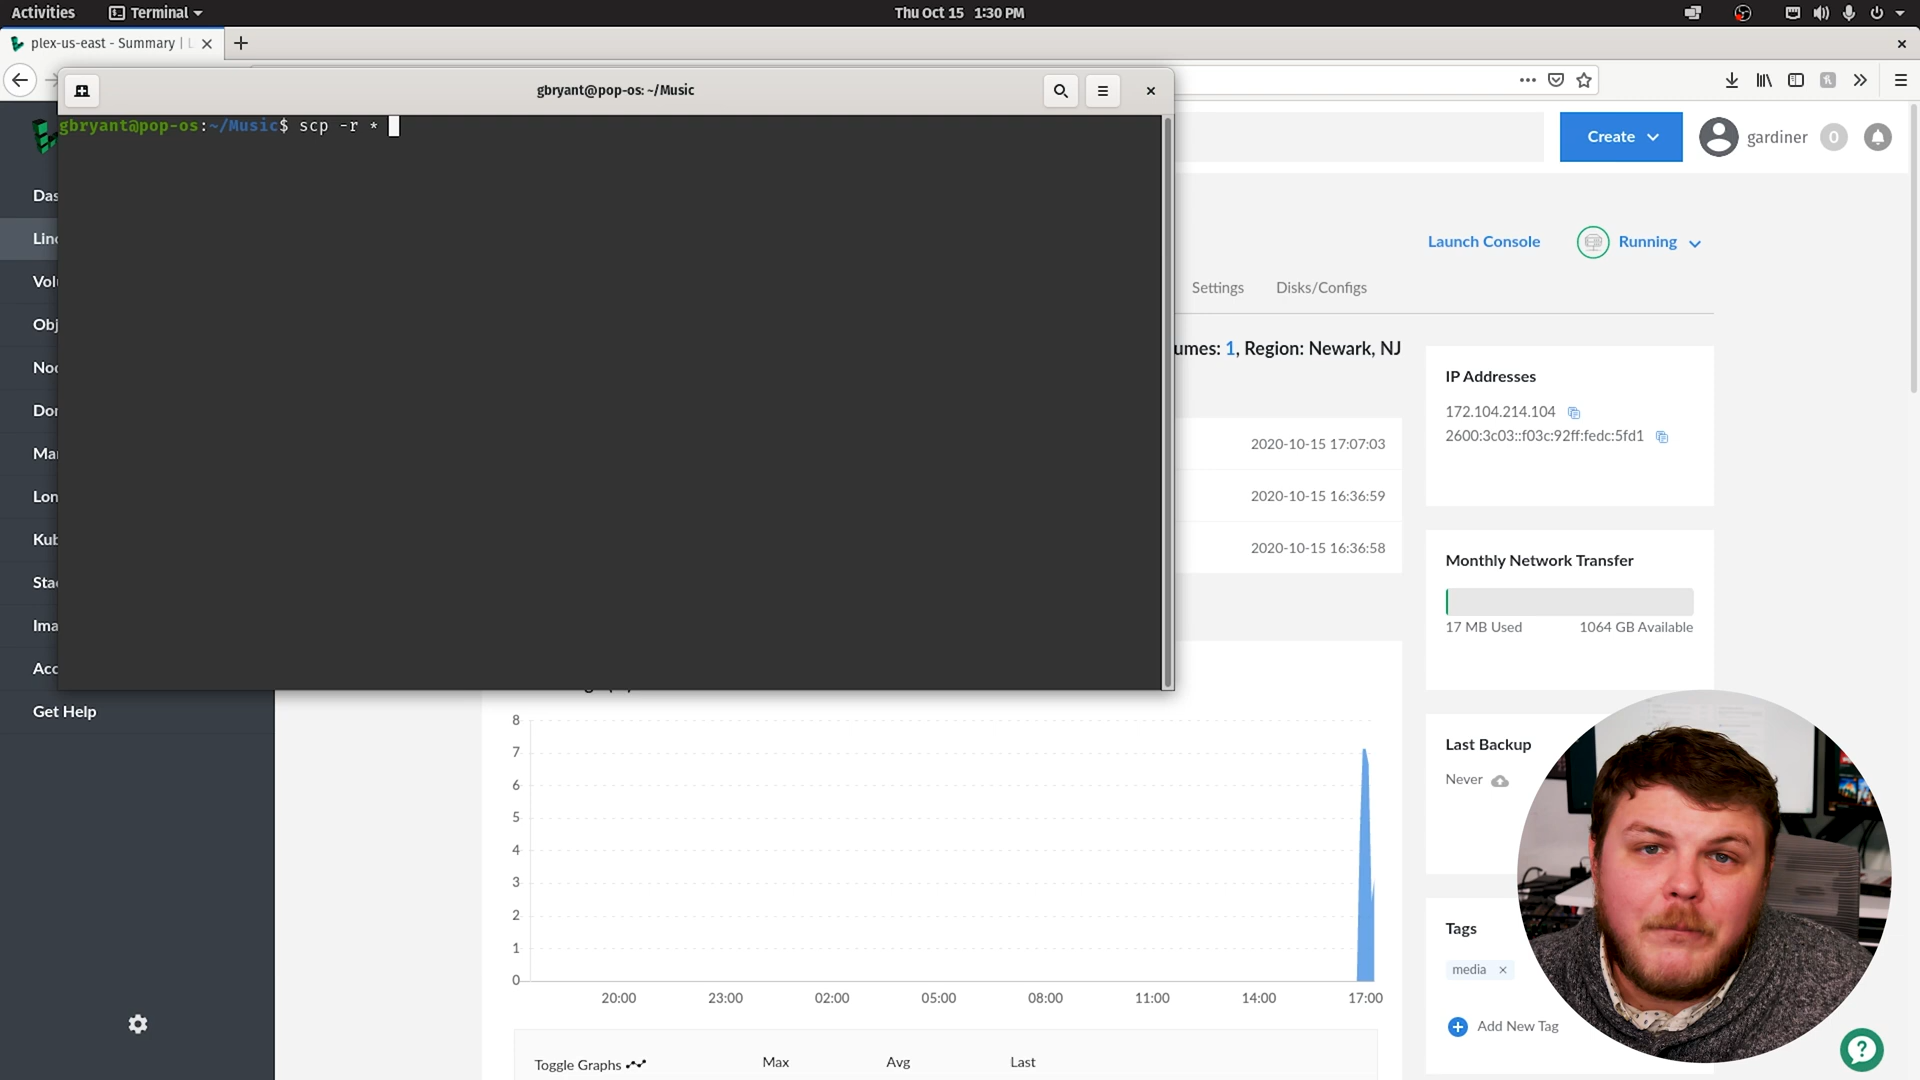 Activities
Terminal
Thu Oct 15 1:30 PM
plex-us-east - Summary | L
gbryant@pop-os: ~/Music
gbryant@pop-os:~/Music$ scp -r *
Create
gardiner
0
Das
Lin
Volu
Obj
Nod
Dor
Mar
Lon
Kub
Stac
Ima
Acc
Get Help
Launch Console
Running
Settings
Disks/Configs
umes: 1, Region: Newark, NJ
2020-10-15 17:07:03
2020-10-15 16:36:59
2020-10-15 16:36:58
IP Addresses
172.104.214.104
2600:3c03::f03c:92ff:fedc:5fd1
Monthly Network Transfer
17 MB Used
1064 GB Available
Last Backup
Never
Tags
media ×
Add New Tag
8
7
6
5
4
3
2
1
0
20:00
23:00
02:00
05:00
08:00
11:00
14:00
17:00
Toggle Graphs
Max
Avg
Last